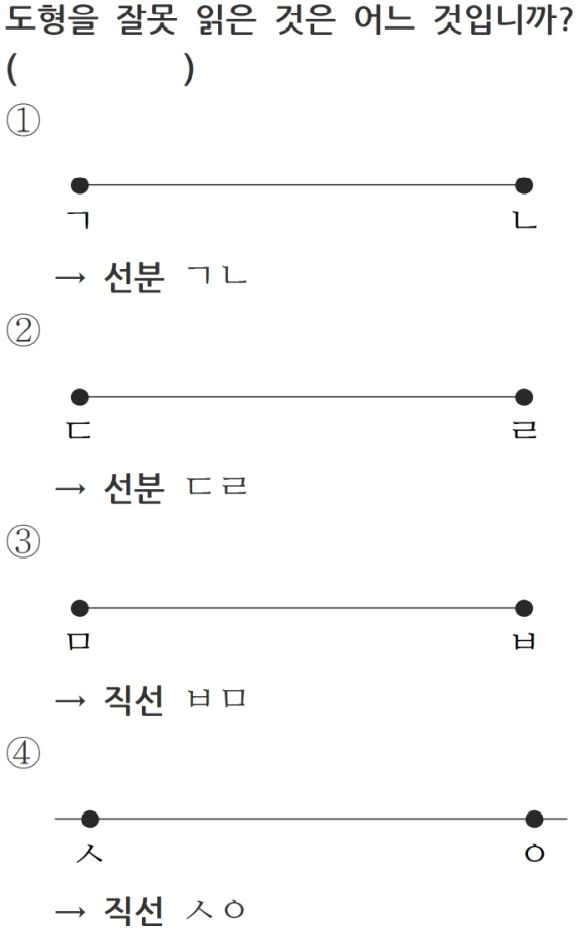 도형을 잘못 읽은 것은 어느 것입니까?
( )
①
ㄱ ㄴ
→ 선분 ㄱㄴ
②
ㄷ ㄹ
→ 선분 ㄷㄹ
③
ㅁ ㅂ
→ 직선 ㅂㅁ
④
ㅅ ㅇ
→ 직선 ㅅㅇ